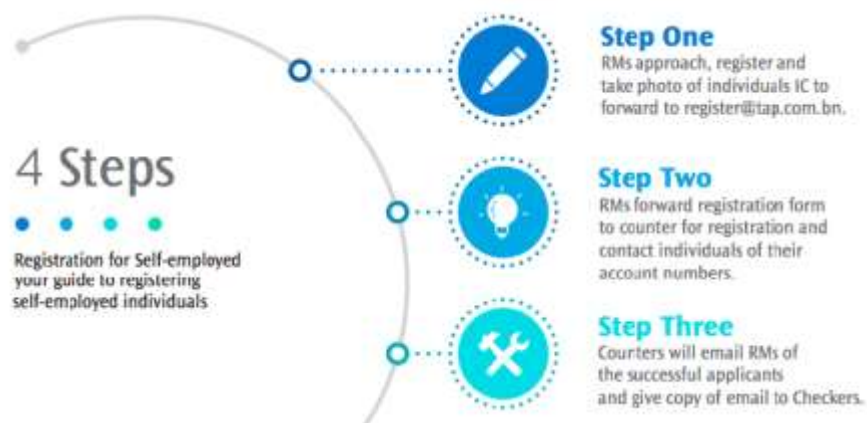 4 Steps
Registration for Self-employed
your guide to registering
self-employed individuals
Step One
RMs approach, register and
take photo of individuals IC to
forward to register@tap.com.bn.
Step Two
RMs forward registration form
to counter for registration and
contact individuals of their
account numbers.
Step Three
Counters will email RMs of
the successful applicants
and give copy of email to Checkers.